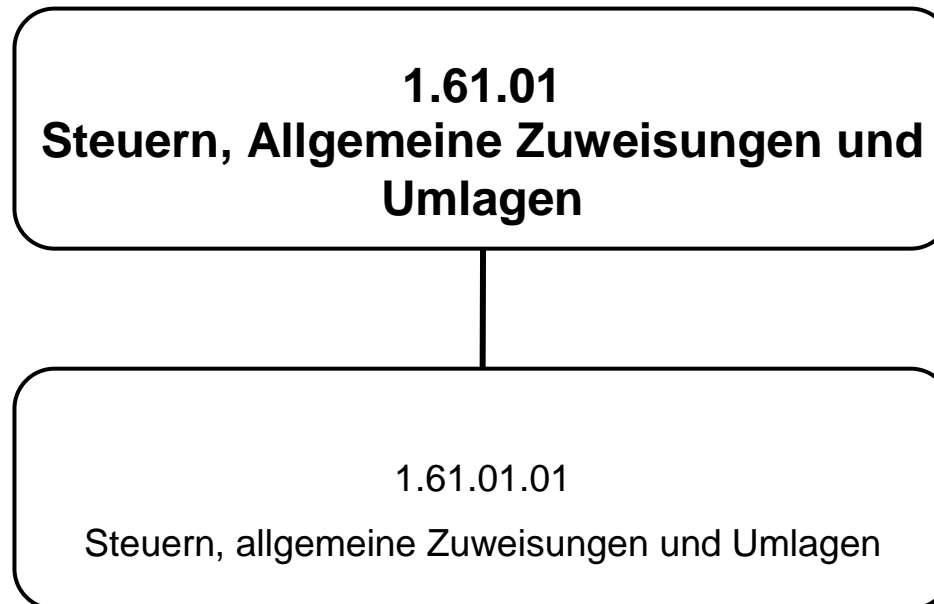 1.61.01
Steuern, Allgemeine Zuweisungen und
Umlagen
1.61.01.01
Steuern, allgemeine Zuweisungen und Umlagen